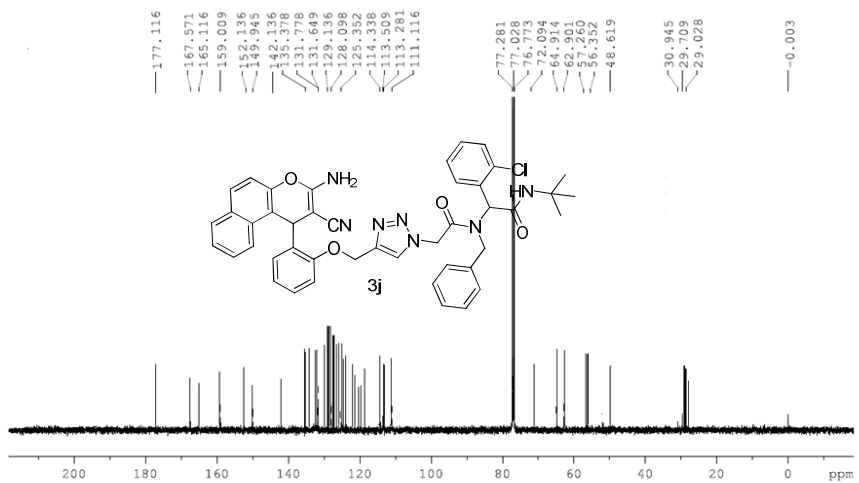 177.116
167.571
165.116
159.009
152.136
149.945
142.136
135.378
131.778
131.649
129.136
128.098
125.352
114.338
113.509
113.281
111.116
77.281
77.028
76.773
72.094
64.914
62.901
57.260
56.352
48.619
30.945
29.709
29.028
-0.003
O NH2
CN
O
N N
N
O
N
Cl
HN
O
3j
200 180 160 140 120 100 80 60 40 20 0 ppm